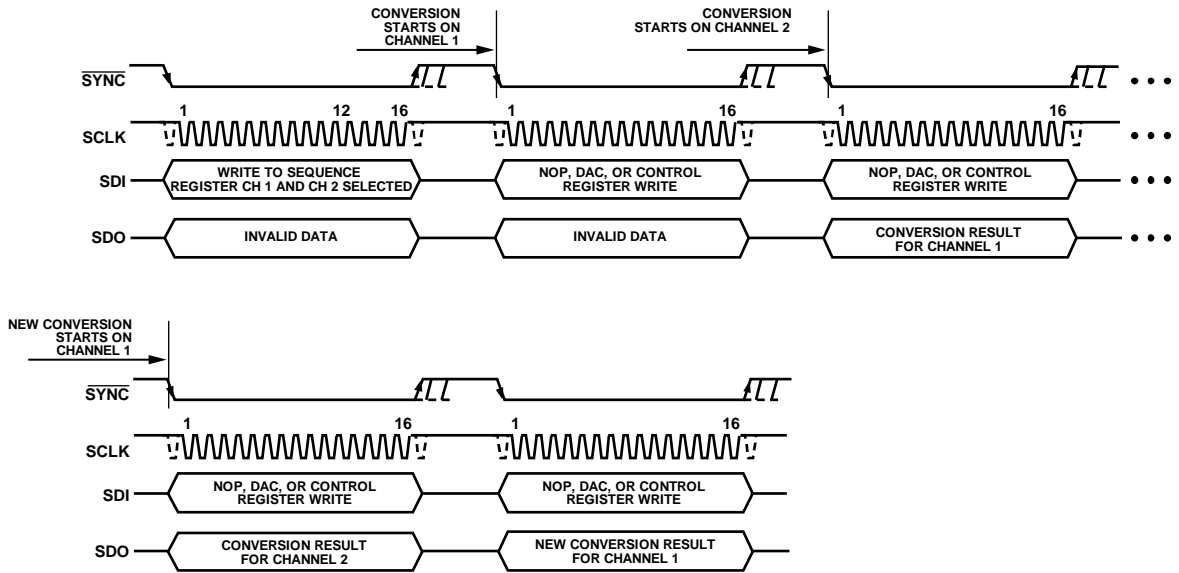 CONVERSION
STARTS ON
CHANNEL 1
CONVERSION
STARTS ON CHANNEL 2
SYNC
1 12 16 1 16 1 16
SCLK
SDI
WRITE TO SEQUENCE
REGISTER CH 1 AND CH 2 SELECTED
NOP, DAC, OR CONTROL
REGISTER WRITE
NOP, DAC, OR CONTROL
REGISTER WRITE
SDO
INVALID DATA
INVALID DATA
CONVERSION RESULT
FOR CHANNEL 1
NEW CONVERSION
STARTS ON
CHANNEL 1
SYNC
1 16 1 16
SCLK
SDI
NOP, DAC, OR CONTROL
REGISTER WRITE
NOP, DAC, OR CONTROL
REGISTER WRITE
SDO
CONVERSION RESULT
FOR CHANNEL 2
NEW CONVERSION RESULT
FOR CHANNEL 1